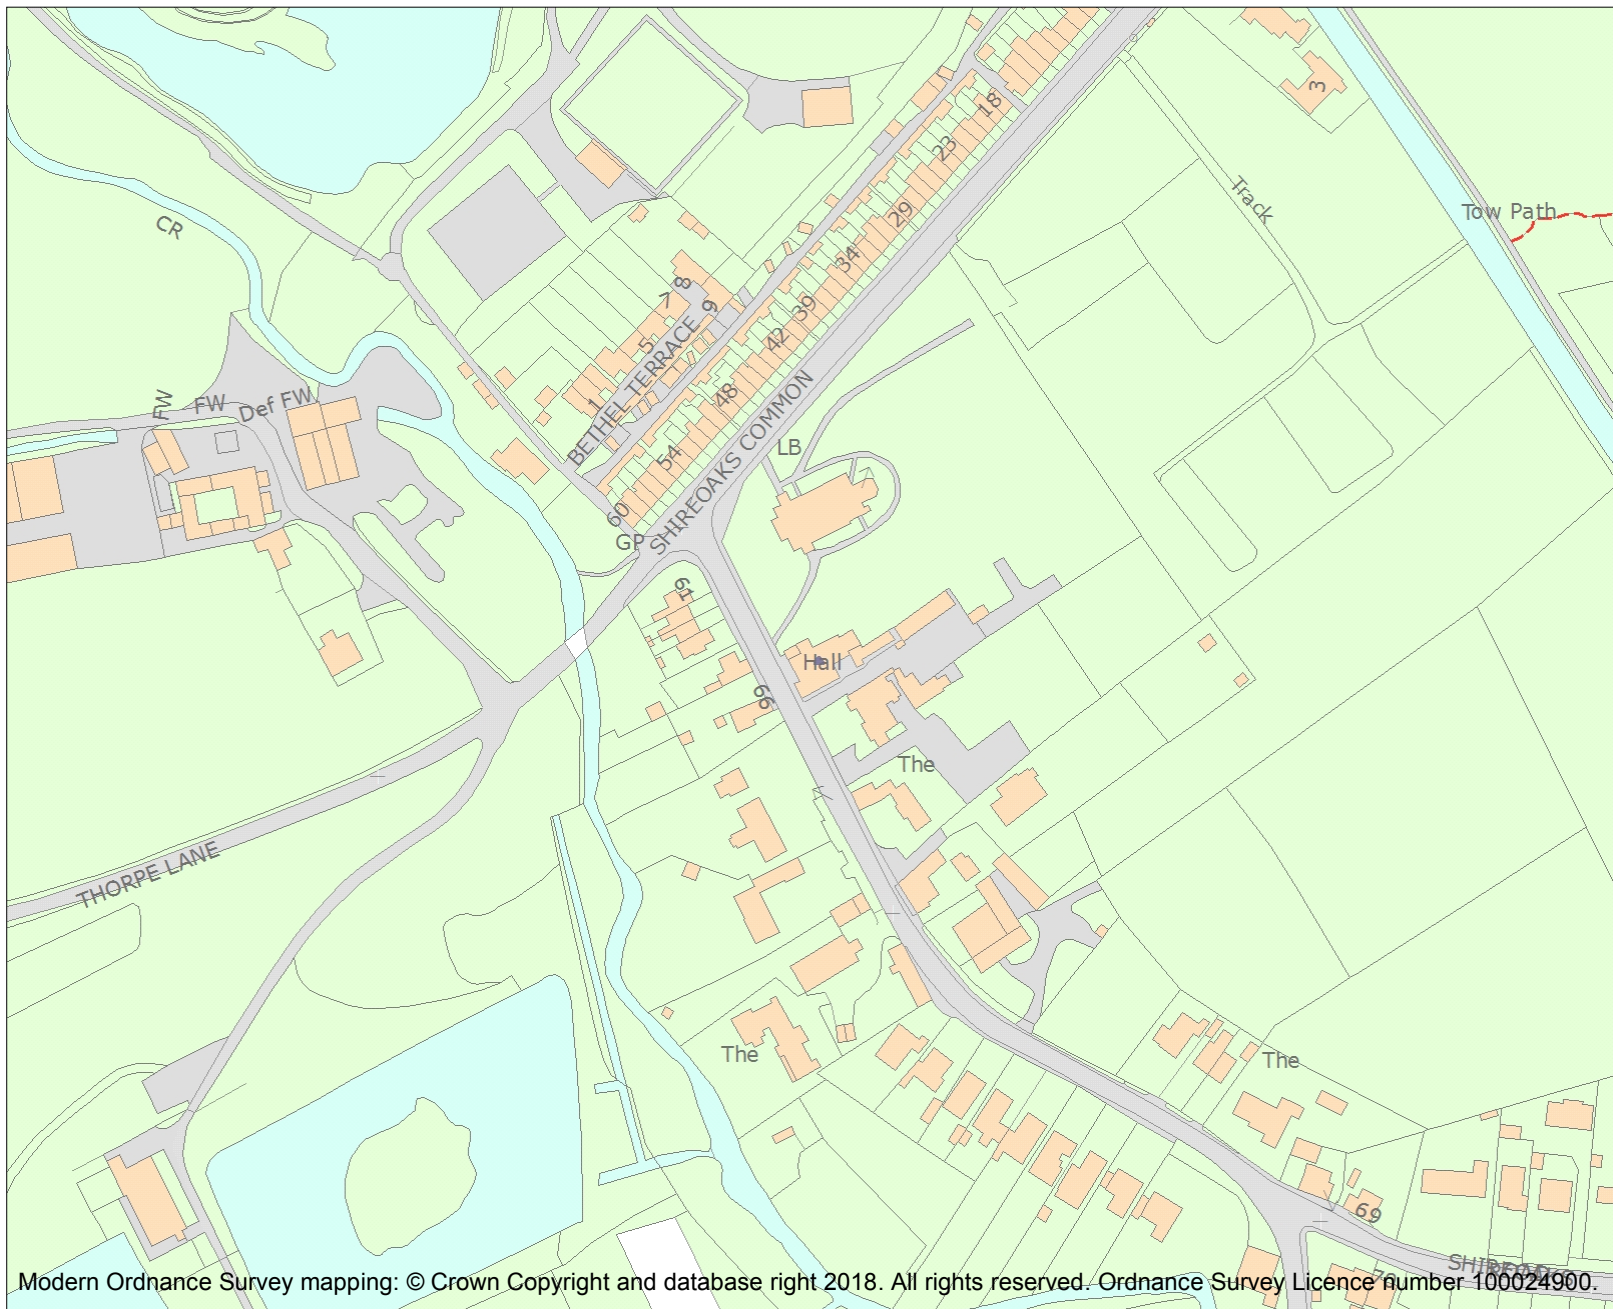 3
18
23
Track
Tow Path
29
CR
34
8
7
9
39
42
5
BETHEL TERRACE
48
1
FW
FW
Def FW
SHIREOAKS COMMON
LB
54
60
GP
61
Hall
66
The
THORPE LANE
The
The
69
SHIREOAKS
70
Modern Ordnance Survey mapping: © Crown Copyright and database right 2018. All rights reserved. Ordnance Survey Licence number 100024900.